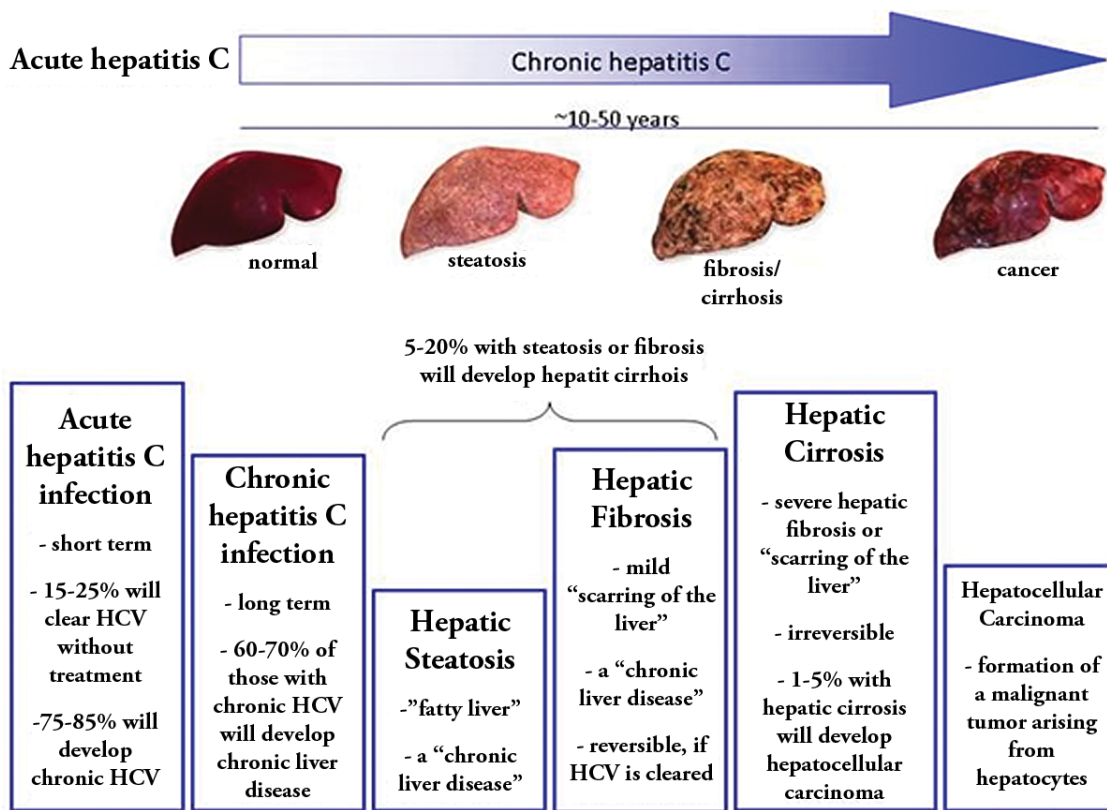 Acute hepatitis C
Chronic hepatitis C
~10-50 years
normal
steatosis
fibrosis/
cirrhosis
cancer
5-20% with steatosis or fibrosis
will develop hepatit cirrhois
Acute
hepatitis C
infection
- short term
- 15-25% will
clear HCV
without
treatment
-75-85% will
develop
chronic HCV
Chronic
hepatitis C
infection
- long term
- 60-70% of
those with
chronic HCV
will develop
chronic liver
disease
Hepatic
Steatosis
-”fatty liver”
- a “chronic
liver disease”
Hepatic
Fibrosis
- mild
“scarring of the
liver”
- a “chronic
liver disease”
- reversible, if
HCV is cleared
Hepatic
Cirrosis
- severe hepatic
fibrosis or
“scarring of the
liver”
- irreversible
- 1-5% with
hepatic cirrosis
will develop
hepatocellular
carcinoma
Hepatocellular
Carcinoma
- formation of
a malignant
tumor arising
from
hepatocytes